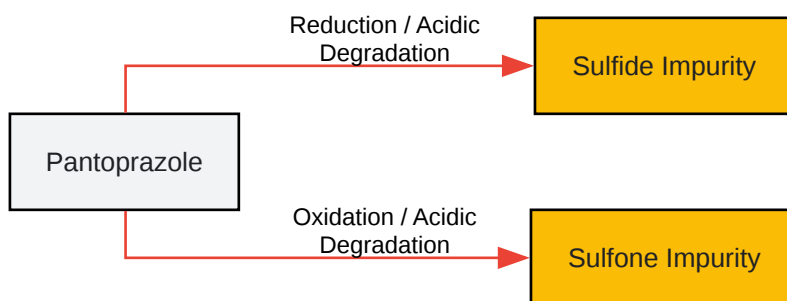 Reduction / Acidic
Degradation
Sulfide Impurity
Pantoprazole
Oxidation / Acidic
Degradation
Sulfone Impurity